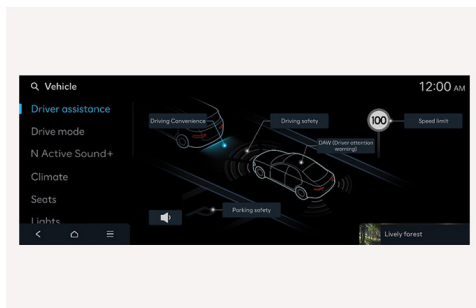 Vehicle
12:00 AM
Driver assistance
Drive mode
N Active Sound+
Climate
Seats
Lights
Driving Convenience
Driving safety
100
Speed limit
DAW (Driver attention
warning)
Parking safety
Lively forest